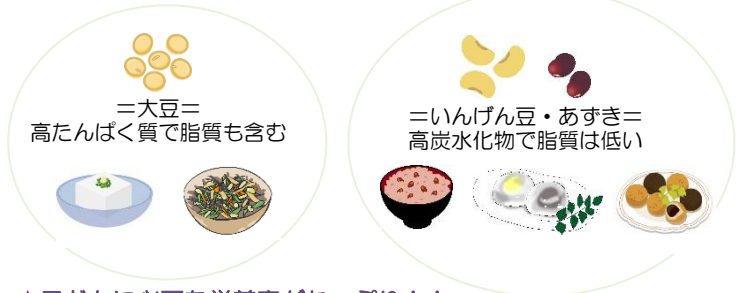 ＝大豆＝
高たんぱく質で脂質も含む
＝いんげん豆・あずき＝
高炭水化物で脂質は低い